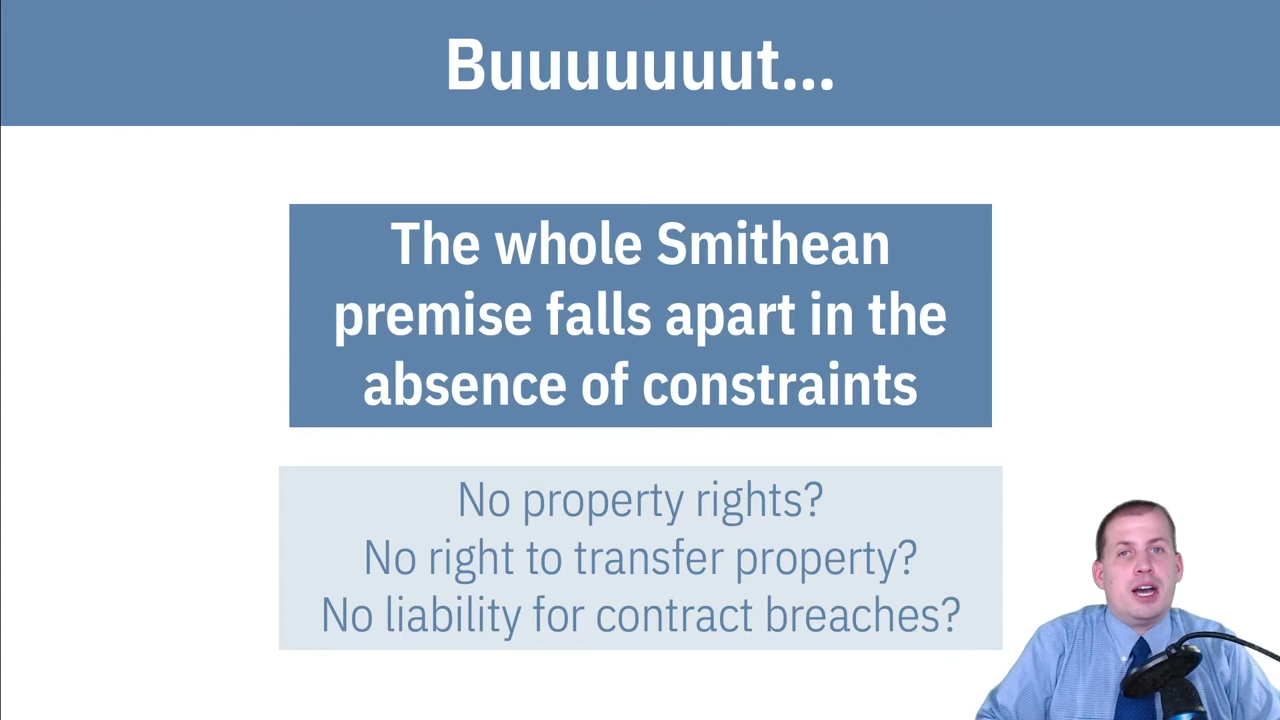 Buuuuuuut...
The whole Smithean
premise falls apart in the
absence of constraints
No property rights?
No right to transfer property?
No liability for contract breaches?